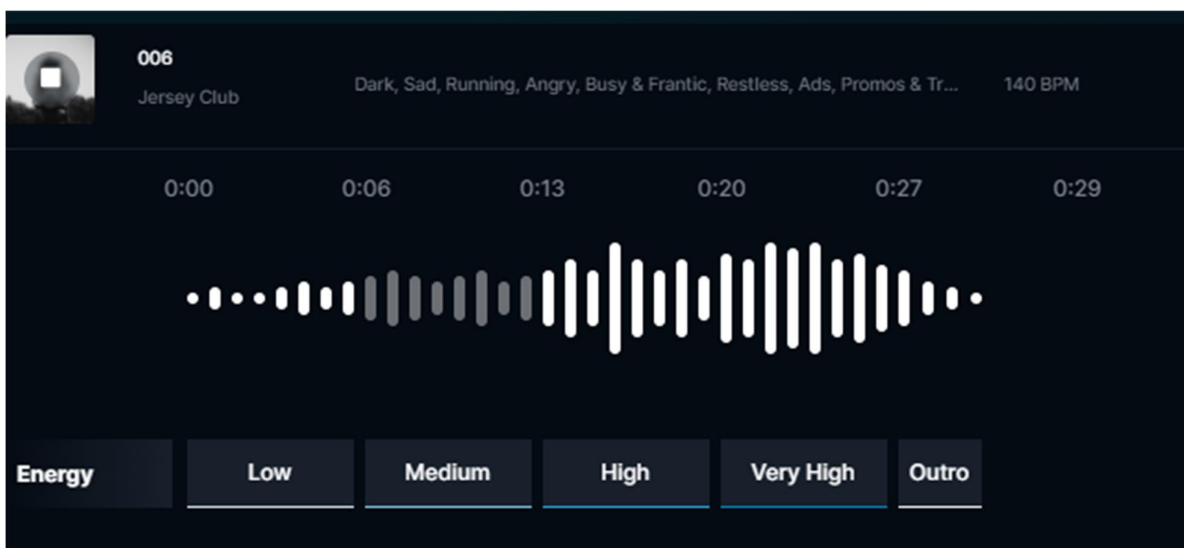 006
Jersey Club
Dark, Sad, Running, Angry, Busy & Frantic, Restless, Ads, Promos & Tr...
140 BPM
0:00 0:06 0:13 0:20 0:27 0:29
Energy Low Medium High Very High Outro